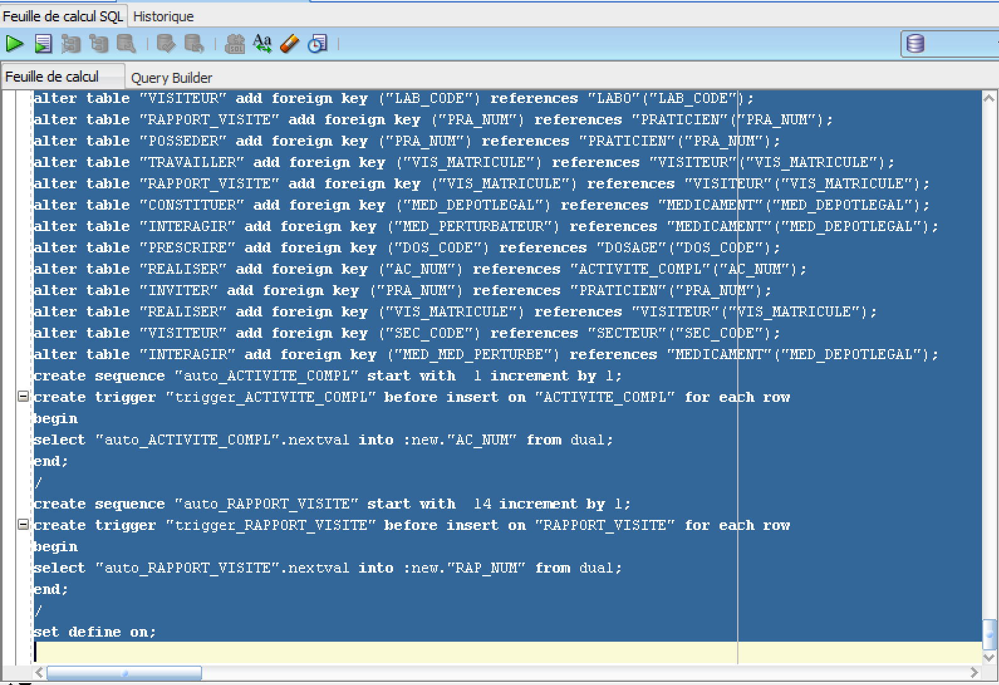 Feuille de calcul SQL Historique
Aa
SQL
Feuille de calcul Query Builder
alter table "VISITEUR" add foreign key ("LAB_CODE") references "LABO"("LAB_CODE");
alter table "RAPPORT_VISITE" add foreign key ("PRA_NUM") references "PRATICIEN"("PRA_NUM");
alter table "POSSEDER" add foreign key ("PRA_NUM") references "PRATICIEN"("PRA_NUM");
alter table "TRAVAILLER" add foreign key ("VIS_MATRICULE") references "VISITEUR"("VIS_MATRICULE");
alter table "RAPPORT_VISITE" add foreign key ("VIS_MATRICULE") references "VISITEUR"("VIS_MATRICULE");
alter table "CONSTITUER" add foreign key ("MED_DEPOTLEGAL") references "MEDICAMENT"("MED_DEPOTLEGAL");
alter table "INTERAGIR" add foreign key ("MED_PERTURBATEUR") references "MEDICAMENT"("MED_DEPOTLEGAL");
alter table "PRESCRIRE" add foreign key ("DOS_CODE") references "DOSAGE"("DOS_CODE");
alter table "REALISER" add foreign key ("AC_NUM") references "ACTIVITE_COMPL"("AC_NUM");
alter table "INVITER" add foreign key ("PRA_NUM") references "PRATICIEN"("PRA_NUM");
alter table "REALISER" add foreign key ("VIS_MATRICULE") references "VISITEUR"("VIS_MATRICULE");
alter table "VISITEUR" add foreign key ("SEC_CODE") references "SECTEUR"("SEC_CODE");
alter table "INTERAGIR" add foreign key ("MED_MED_PERTURBE") references "MEDICAMENT"("MED_DEPOTLEGAL");
create sequence "auto_ACTIVITE_COMPL" start with  1 increment by 1;
create trigger "trigger_ACTIVITE_COMPL" before insert on "ACTIVITE_COMPL" for each row
begin
select "auto_ACTIVITE_COMPL".nextval into :new."AC_NUM" from dual;
end;
/
create sequence "auto_RAPPORT_VISITE" start with  14 increment by 1;
create trigger "trigger_RAPPORT_VISITE" before insert on "RAPPORT_VISITE" for each row
begin
select "auto_RAPPORT_VISITE".nextval into :new."RAP_NUM" from dual;
end;
/
set define on;